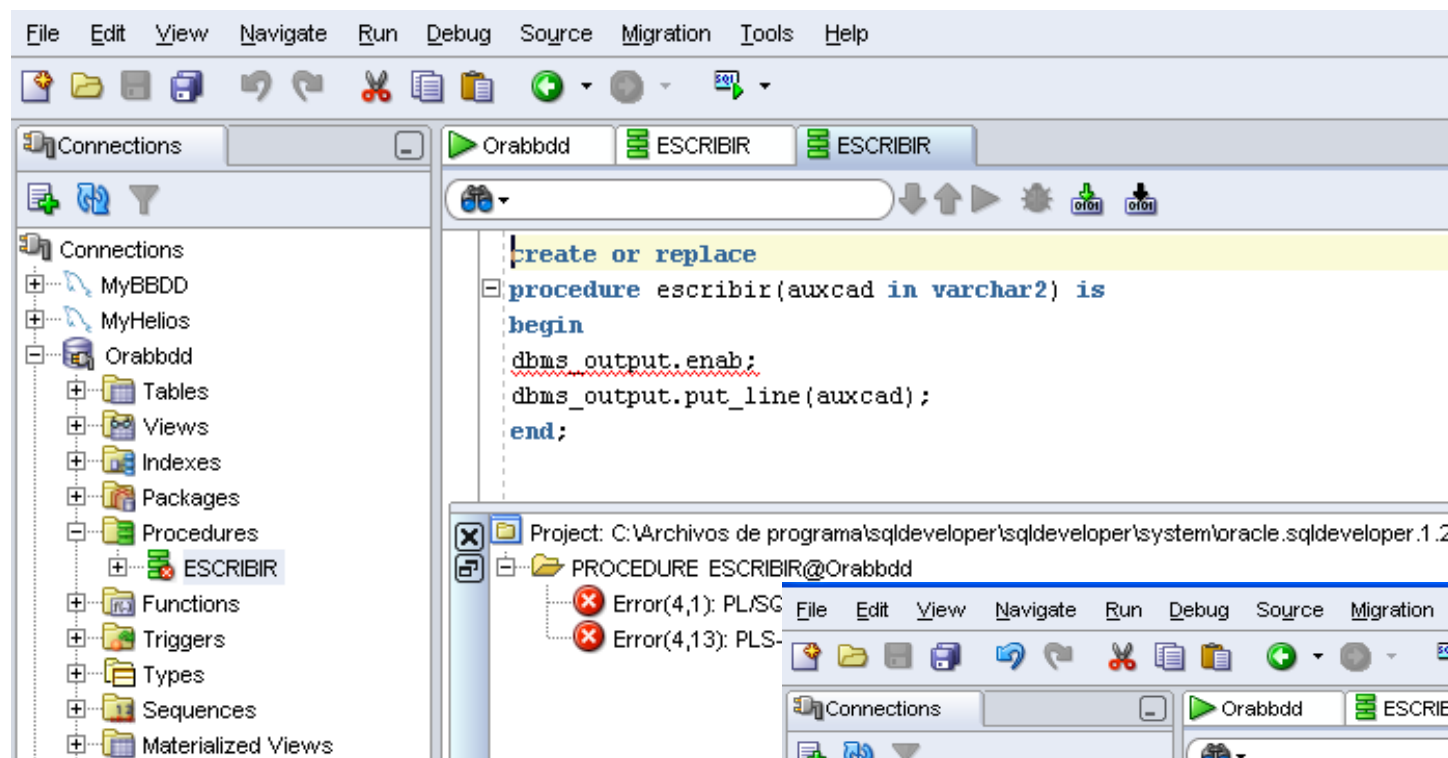 File Edit View Navigate Run Debug Source Migration Tools Help
Connections
Orabbdd ESCRIBIR ESCRIBIR
Connections
MyBBDD
MyHelios
Orabbdd
Tables
Views
Indexes
Packages
Procedures
ESCRIBIR
Functions
Triggers
Types
Sequences
Materialized Views
create or replace
procedure escribir(auxcad in varchar2) is
begin
dbms_output.enab;
dbms_output.put_line(auxcad);
end;
Project: C:\Archivos de programa\sqldeveloper\sqldeveloper\system\oracle.sqldeveloper.1.2
PROCEDURE ESCRIBIR@Orabbdd
Error(4,1): PL/SQ
Error(4,13): PLS-
File Edit View Navigate Run Debug Source Migration
Connections
Orabbdd ESCRIB